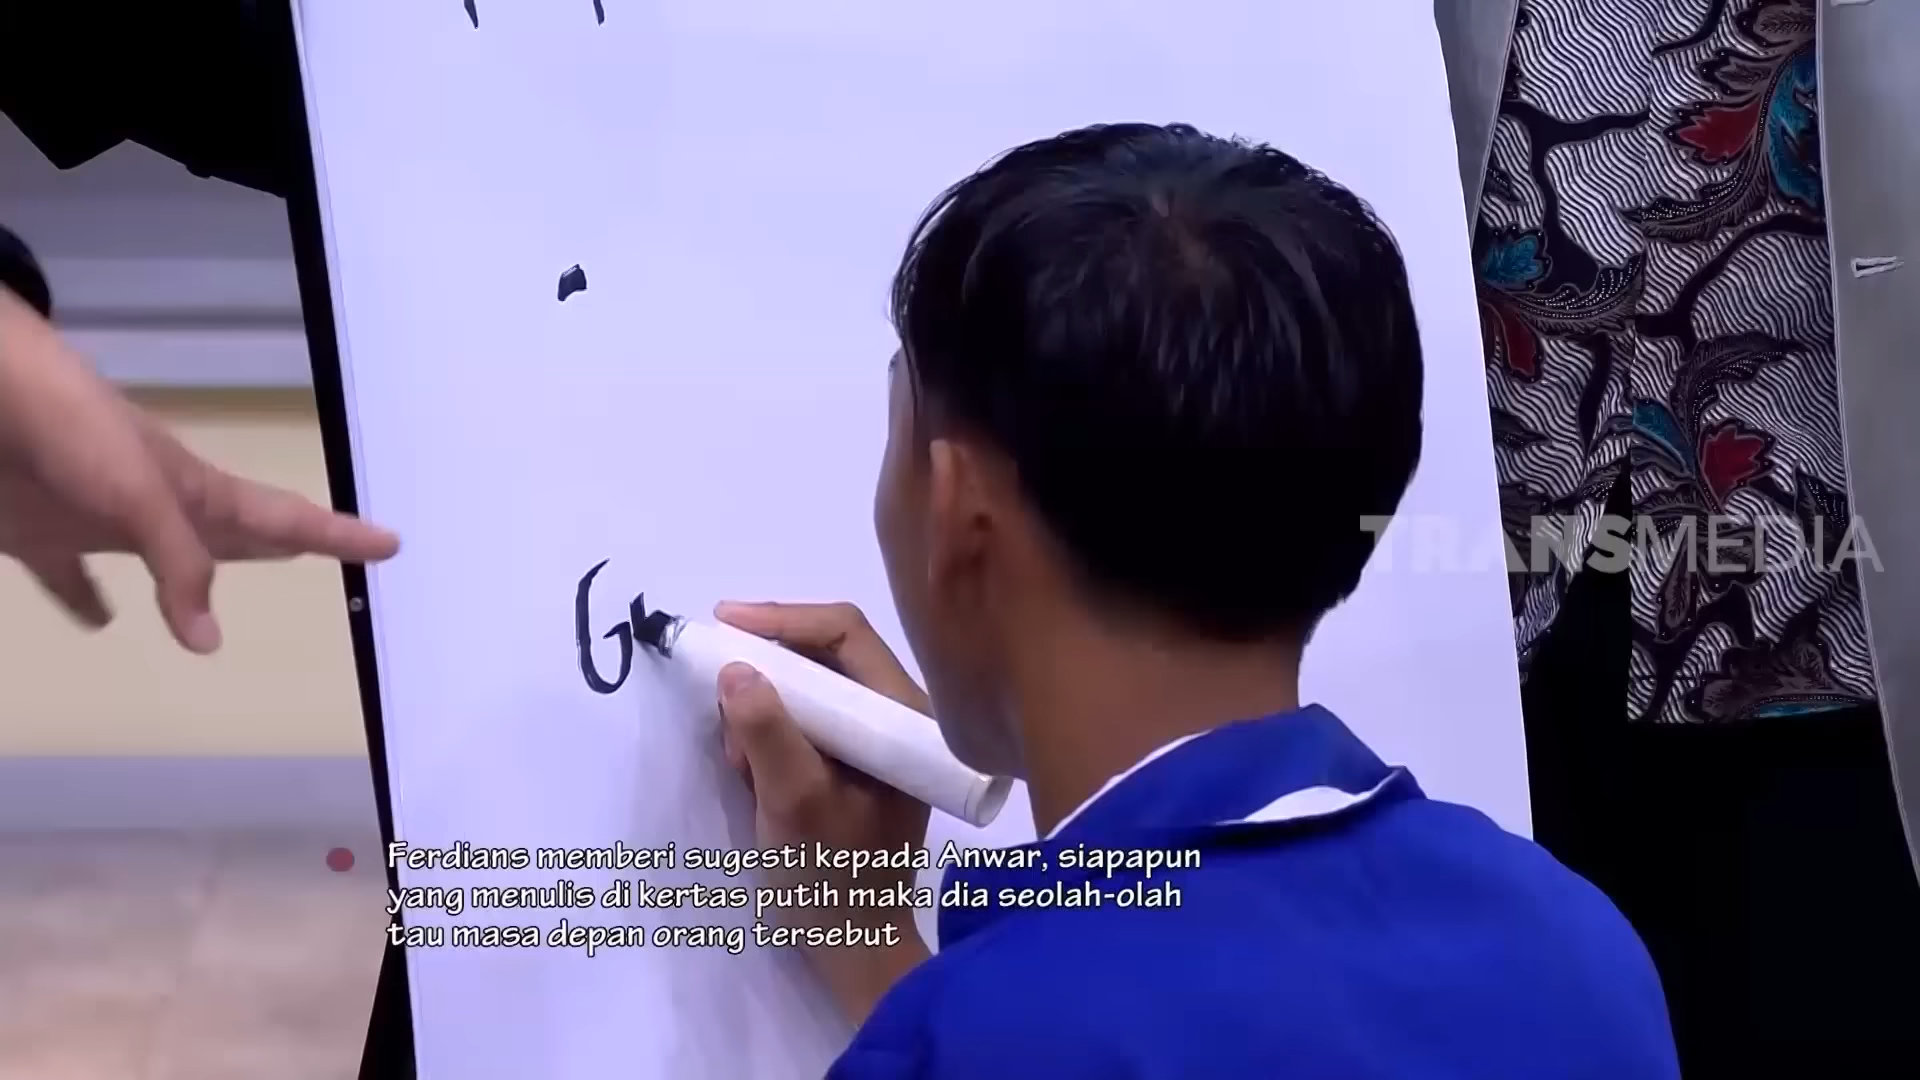 G
TRANSMEDIA
Ferdians memberi sugesti kepada Anwar, siapapun
yang menulis di kertas putih maka dia seolah-olah
tau masa depan orang tersebut